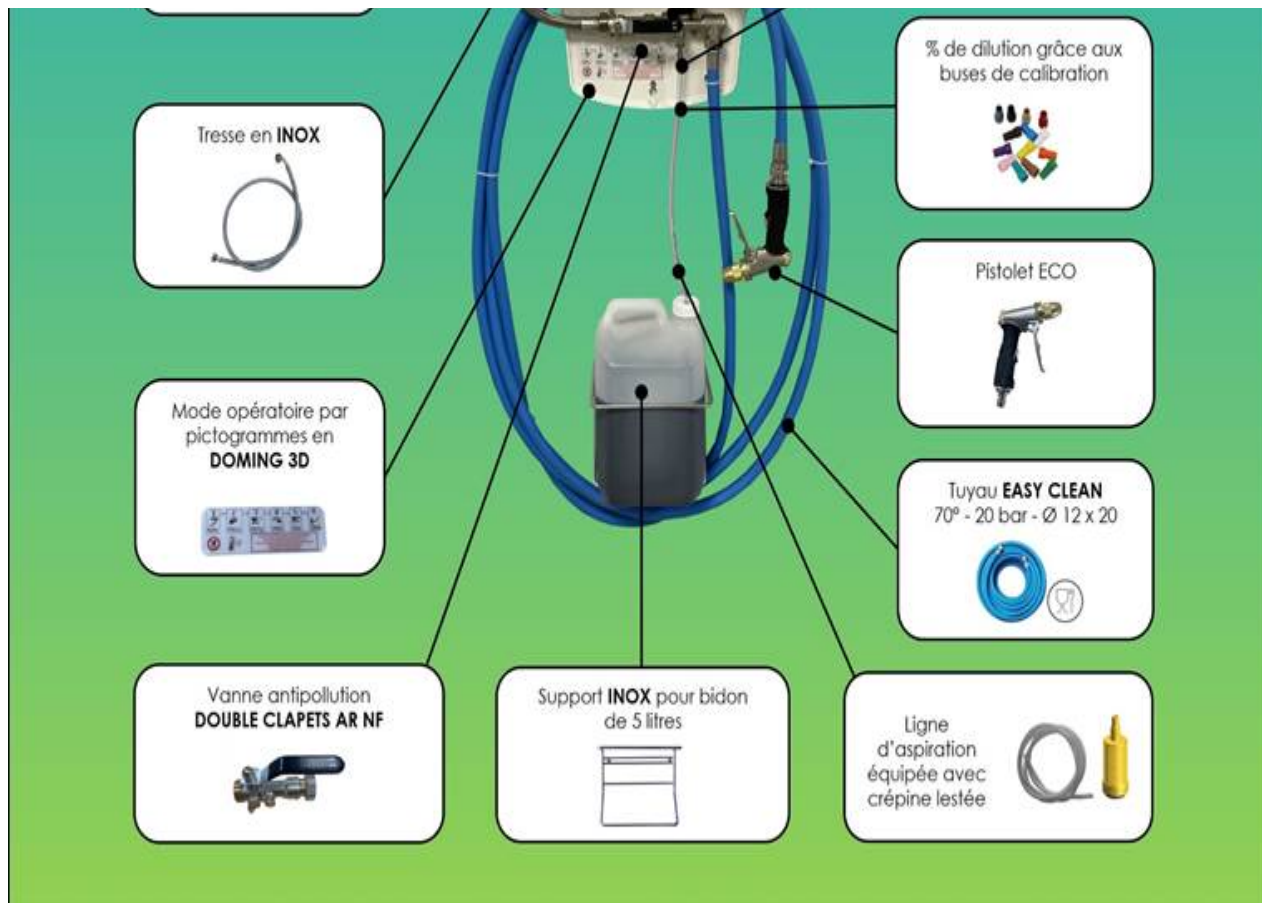 % de dilution grâce aux
buses de calibration
Tresse en INOX
Pistolet ECO
Mode opératoire par
pictogrammes en
DOMING 3D
Tuyau EASY CLEAN
70° - 20 bar - Ø 12 x 20
Vanne antipollution
DOUBLE CLAPETS AR NF
Support INOX pour bidon
de 5 litres
Ligne
d'aspiration
équipée avec
crépine lestée